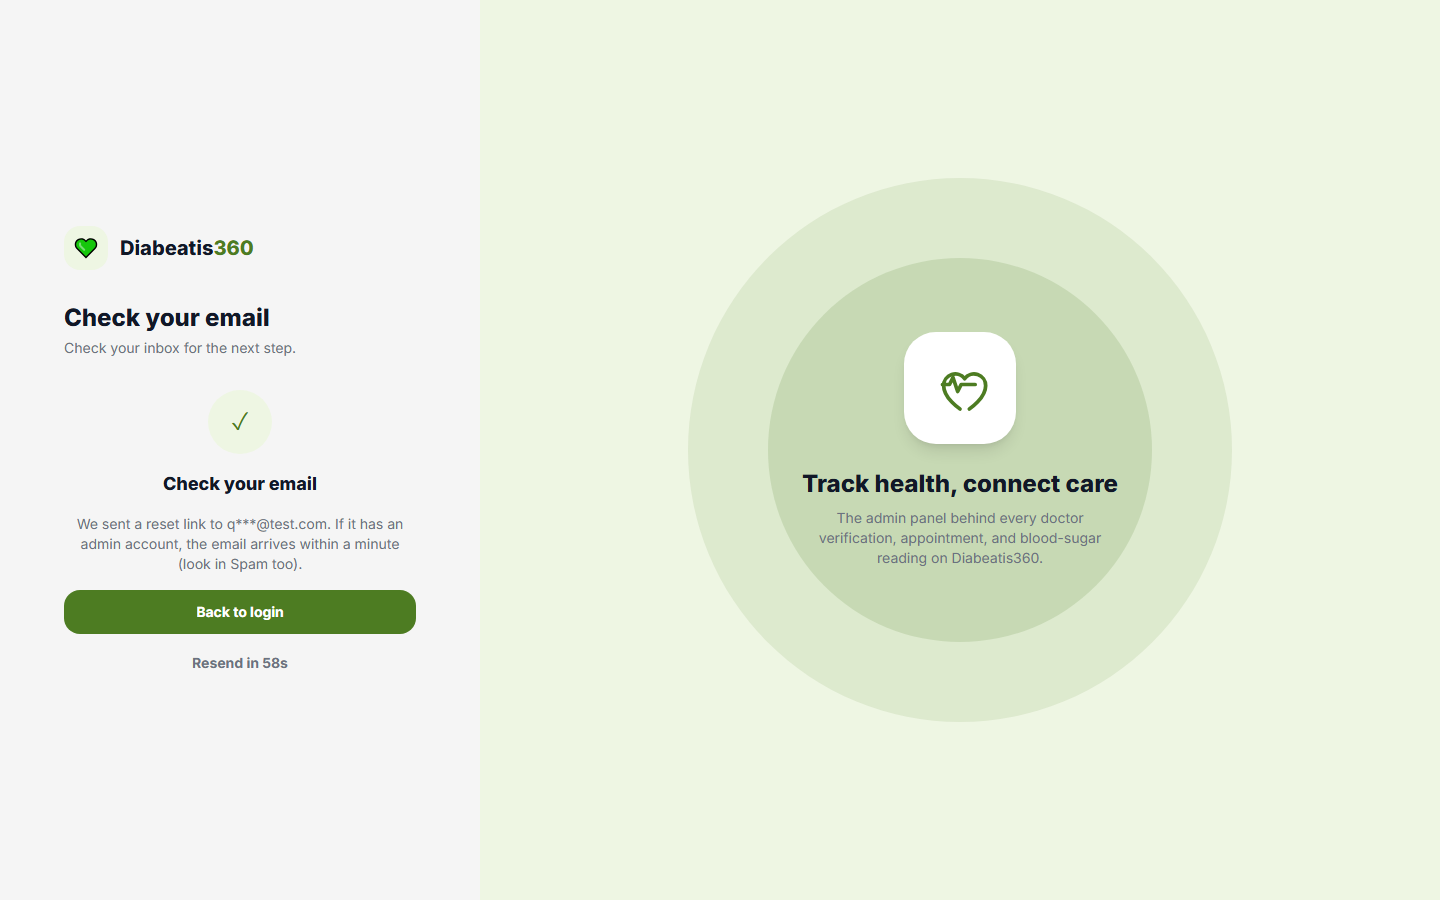 Diabeatis360
Check your email
Check your inbox for the next step.
✓
Check your email
We sent a reset link to q***@test.com. If it has an
admin account, the email arrives within a minute
(look in Spam too).
Back to login
Resend in 58s
Track health, connect care
The admin panel behind every doctor
verification, appointment, and blood-sugar
reading on Diabeatis360.